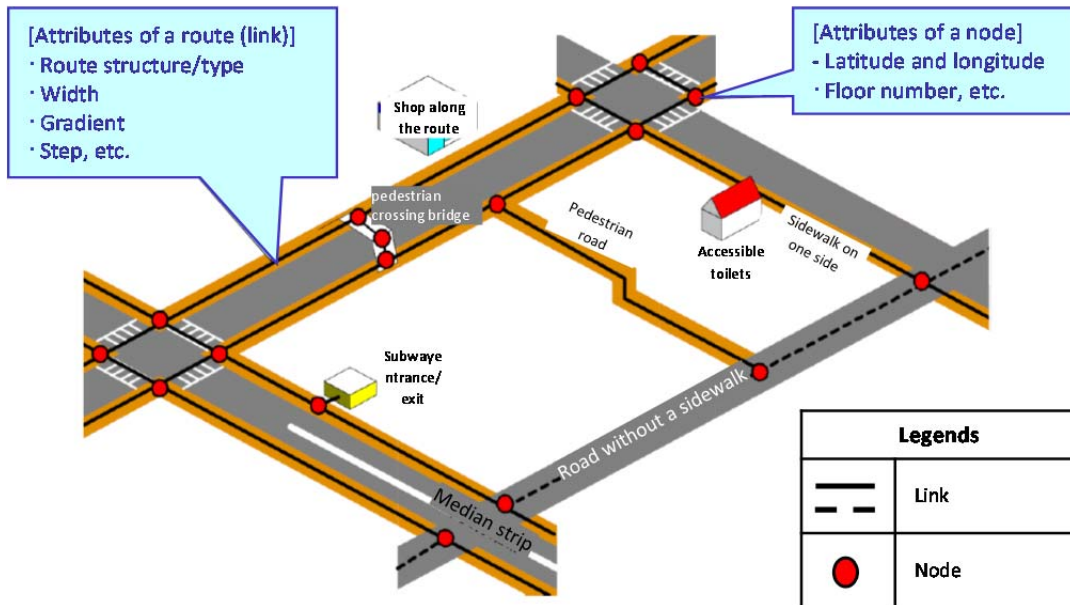 [Attributes of a route (link)]
· Route structure/type
· Width
· Gradient
· Step, etc.
[Attributes of a node]
- Latitude and longitude
· Floor number, etc.
Shop along
the route
pedestrian
crossing bridge
Pedestrian
road
Accessible
toilets
Sidewalk on
one side
Subwaye
ntrance/
exit
Road without a sidewalk
Median strip
Legends
Link
Node